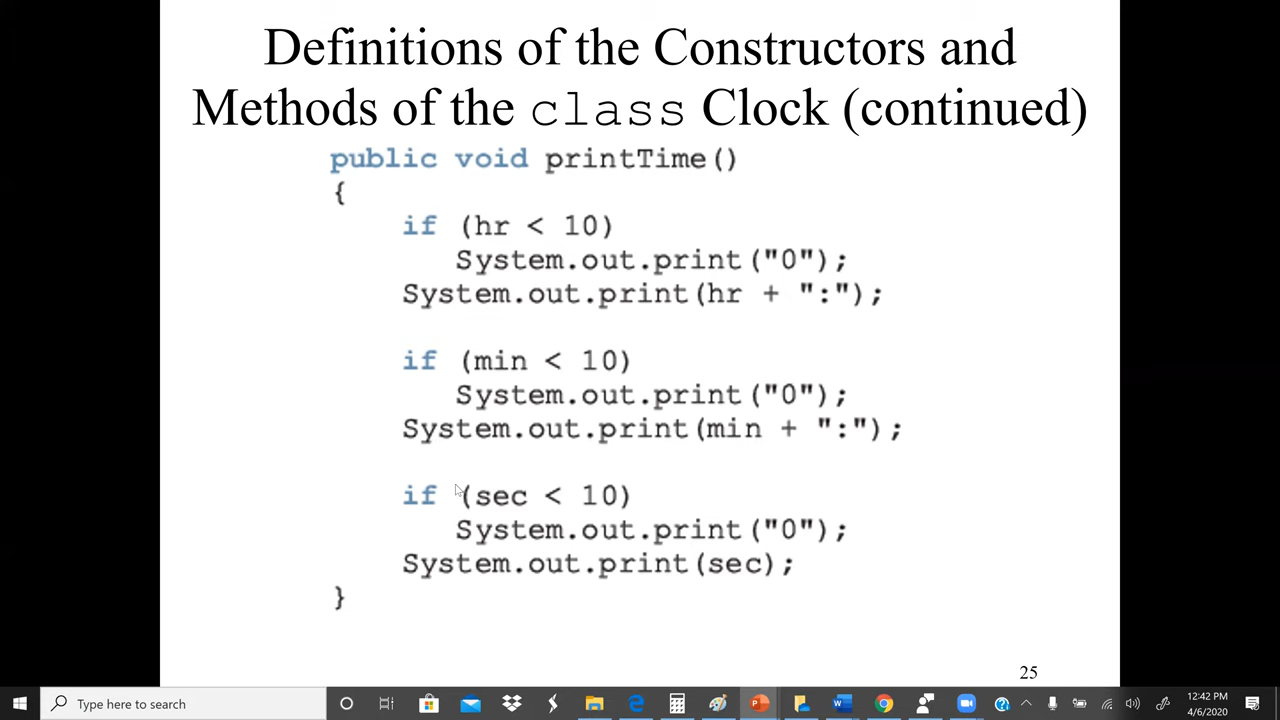 Definitions of the Constructors and
Methods of the class Clock (continued)
public void printTime()
{
if (hr < 10)
System.out.print("0");
System.out.print(hr + ":");
if (min < 10)
System.out.print("0");
System.out.print(min + ":");
if (sec < 10)
System.out.print("0");
System.out.print(sec);
}
25
Type here to search
12:42 PM
4/6/2020